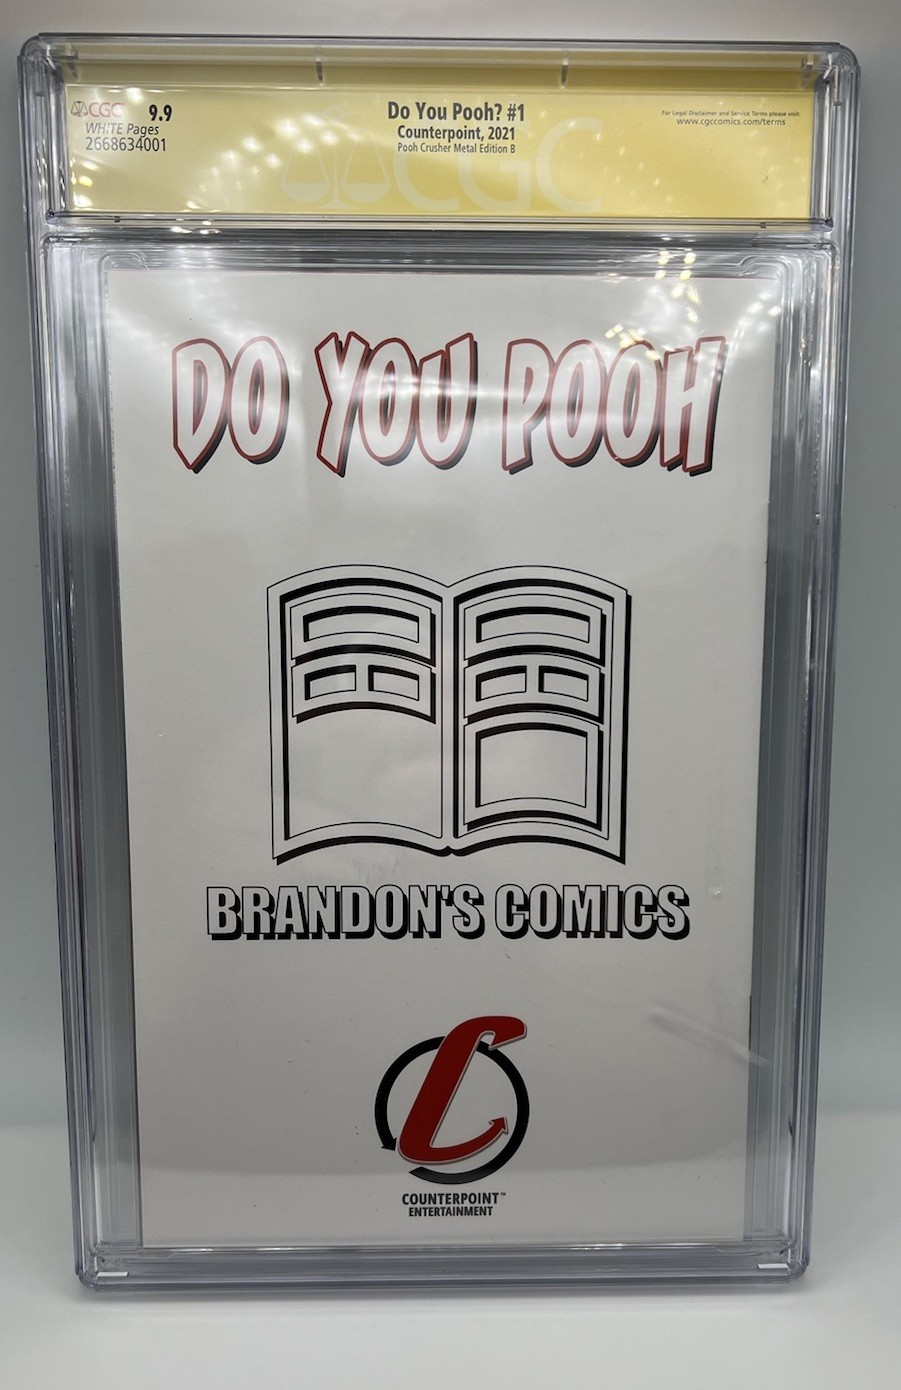 CGC 9.9
WHITE Pages
2668634001
Do You Pooh? #1
Counterpoint, 2021
Pooh Crusher Metal Edition B
For Legal Disclaimer and Service Terms please visit:
www.cgccomics.com/terms
CGC
DO YOU POOH
BRANDON'S COMICS
C
COUNTERPOINT™
ENTERTAINMENT